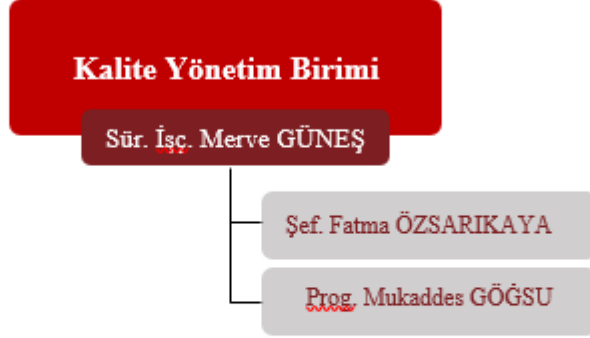 Kalite Yönetim Birimi
Sür. İşç. Merve GÜNEŞ
Şef. Fatma ÖZSARIKAYA
Prog. Mukaddes GÖĞSU